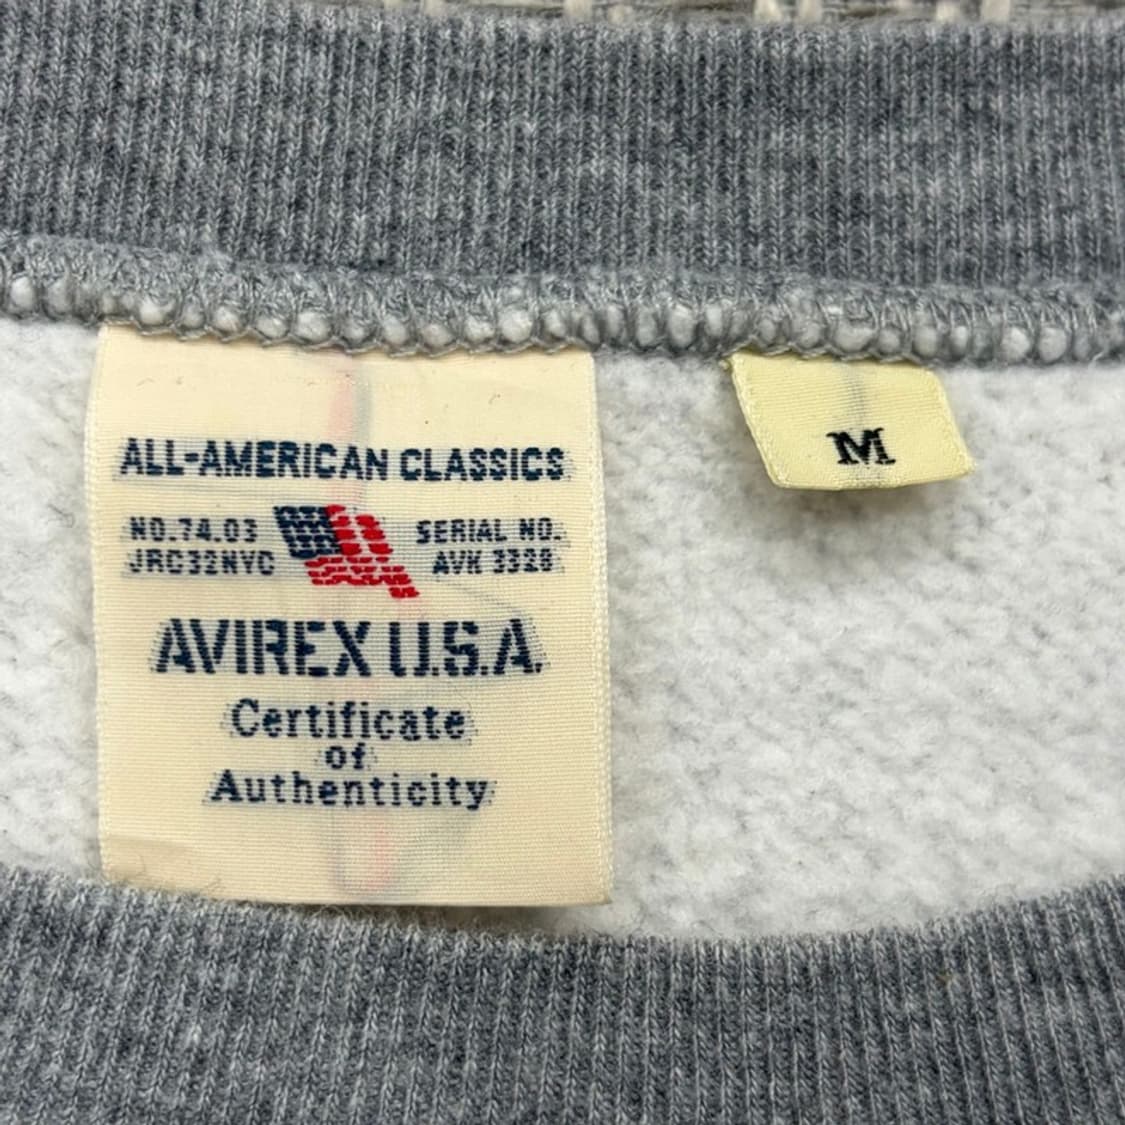 ALL-AMERICAN CLASSICS
NO.74.03
JRC32NYC
SERIAL NO.
AVK 3328
AVIREX U.S.A.
Certificate
of
Authenticity
M